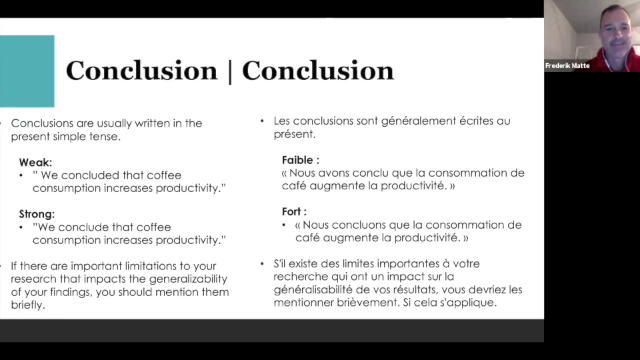 Conclusion | Conclusion
Conclusions are usually written in the
present simple tense.
Weak:
• ” We concluded that coffee
consumption increases productivity.”
Strong:
• ”We conclude that coffee
consumption increases productivity.”
• If there are important limitations to your
research that impacts the generalizability
of your findings, you should mention them
briefly.
• Les conclusions sont généralement écrites au
présent.
Faible :
« Nous avons conclu que la consommation de
café augmente la productivité. »
Fort :
• « Nous concluons que la consommation de
café augmente la productivité. »
• S'il existe des limites importantes à votre
recherche qui ont un impact sur la
généralisabilité de vos résultats, vous devriez les
mentionner brièvement. Si cela s'applique.
Frederik Matte